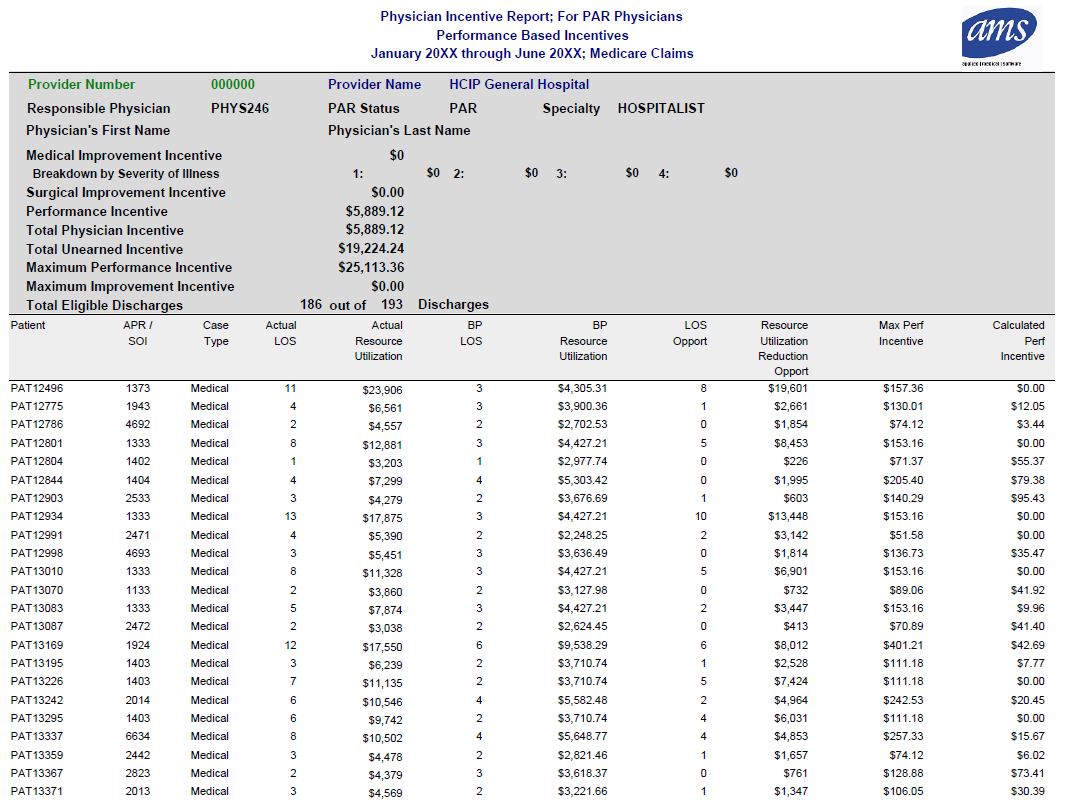 Physician Incentive Report; For PAR Physicians
Performance Based Incentives
January 20XX through June 20XX; Medicare Claims
ams
applied medical software
Provider Number 000000 Provider Name HCIP General Hospital
Responsible Physician PHYS246 PAR Status PAR Specialty HOSPITALIST
Physician's First Name Physician's Last Name
Medical Improvement Incentive $0
Breakdown by Severity of Illness 1: $0 2: $0 3: $0 4: $0
Surgical Improvement Incentive $0.00
Performance Incentive $5,889.12
Total Physician Incentive $5,889.12
Total Unearned Incentive $19,224.24
Maximum Performance Incentive $25,113.36
Maximum Improvement Incentive $0.00
Total Eligible Discharges 186 out of 193 Discharges
Patient APR / Case Actual Actual BP BP LOS Resource Max Perf Calculated
SOI Type LOS Resource LOS Resource Opport Utilization Incentive Perf
Utilization Utilization Reduction Incentive
Opport
PAT12496 1373 Medical 11 $23,906 3 $4,305.31 8 $19,601 $157.36 $0.00
PAT12775 1943 Medical 4 $6,561 3 $3,900.36 1 $2,661 $130.01 $12.05
PAT12786 4692 Medical 2 $4,557 2 $2,702.53 0 $1,854 $74.12 $3.44
PAT12801 1333 Medical 8 $12,881 3 $4,427.21 5 $8,453 $153.16 $0.00
PAT12804 1402 Medical 1 $3,203 1 $2,977.74 0 $226 $71.37 $55.37
PAT12844 1404 Medical 4 $7,299 4 $5,303.42 0 $1,995 $205.40 $79.38
PAT12903 2533 Medical 3 $4,279 2 $3,676.69 1 $603 $140.29 $95.43
PAT12934 1333 Medical 13 $17,875 3 $4,427.21 10 $13,448 $153.16 $0.00
PAT12991 2471 Medical 4 $5,390 2 $2,248.25 2 $3,142 $51.58 $0.00
PAT12998 4693 Medical 3 $5,451 3 $3,636.49 0 $1,814 $136.73 $35.47
PAT13010 1333 Medical 8 $11,328 3 $4,427.21 5 $6,901 $153.16 $0.00
PAT13070 1133 Medical 2 $3,860 2 $3,127.98 0 $732 $89.06 $41.92
PAT13083 1333 Medical 5 $7,874 3 $4,427.21 2 $3,447 $153.16 $9.96
PAT13087 2472 Medical 2 $3,038 2 $2,624.45 0 $413 $70.89 $41.40
PAT13169 1924 Medical 12 $17,550 6 $9,538.29 6 $8,012 $401.21 $42.69
PAT13195 1403 Medical 3 $6,239 2 $3,710.74 1 $2,528 $111.18 $7.77
PAT13226 1403 Medical 7 $11,135 2 $3,710.74 5 $7,424 $111.18 $0.00
PAT13242 2014 Medical 6 $10,546 4 $5,582.48 2 $4,964 $242.53 $20.45
PAT13295 1403 Medical 6 $9,742 2 $3,710.74 4 $6,031 $111.18 $0.00
PAT13337 6634 Medical 8 $10,502 4 $5,648.77 4 $4,853 $257.33 $15.67
PAT13359 2442 Medical 3 $4,478 2 $2,821.46 1 $1,657 $74.12 $6.02
PAT13367 2823 Medical 2 $4,379 3 $3,618.37 0 $761 $128.88 $73.41
PAT13371 2013 Medical 3 $4,569 2 $3,221.66 1 $1,347 $106.05 $30.39